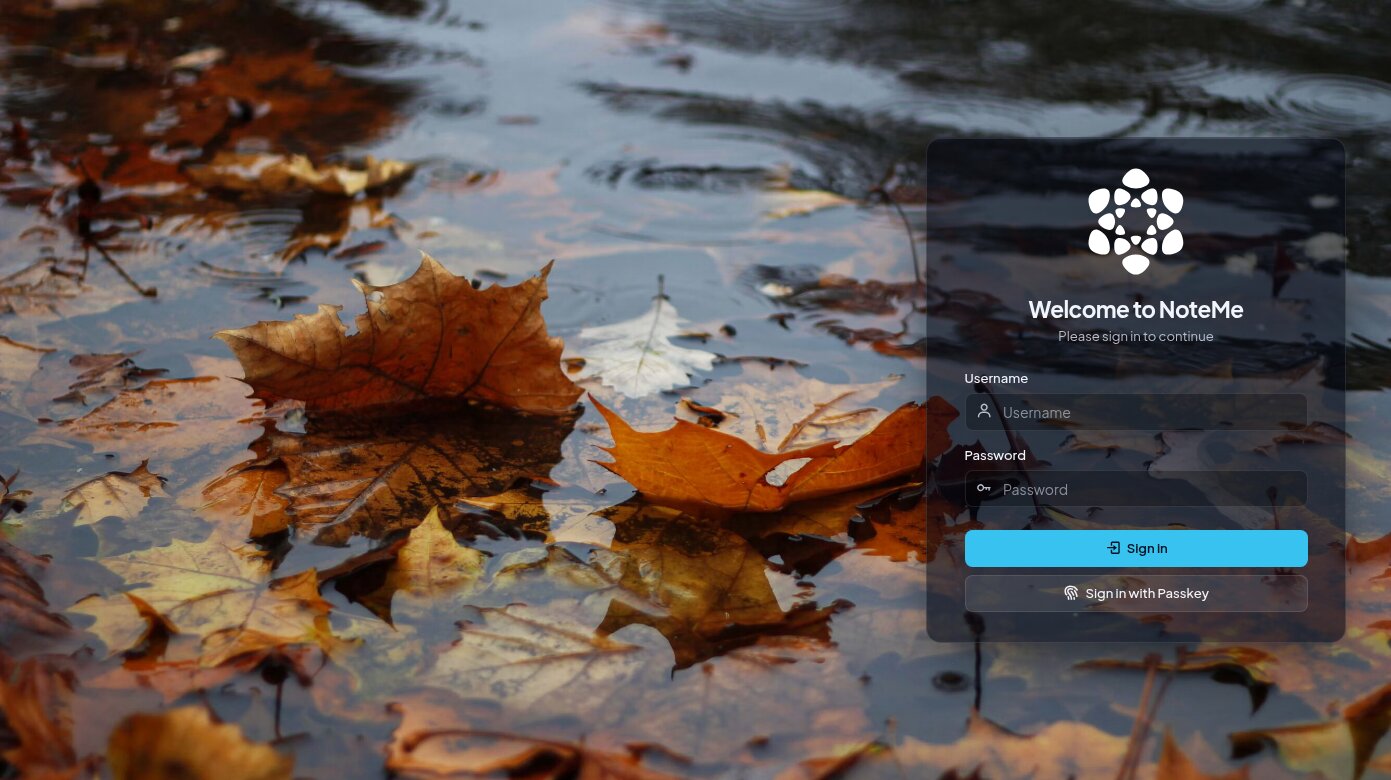 Welcome to NoteMe
Please sign in to continue
Username
Username
Password
Password
Sign in
Sign in with Passkey